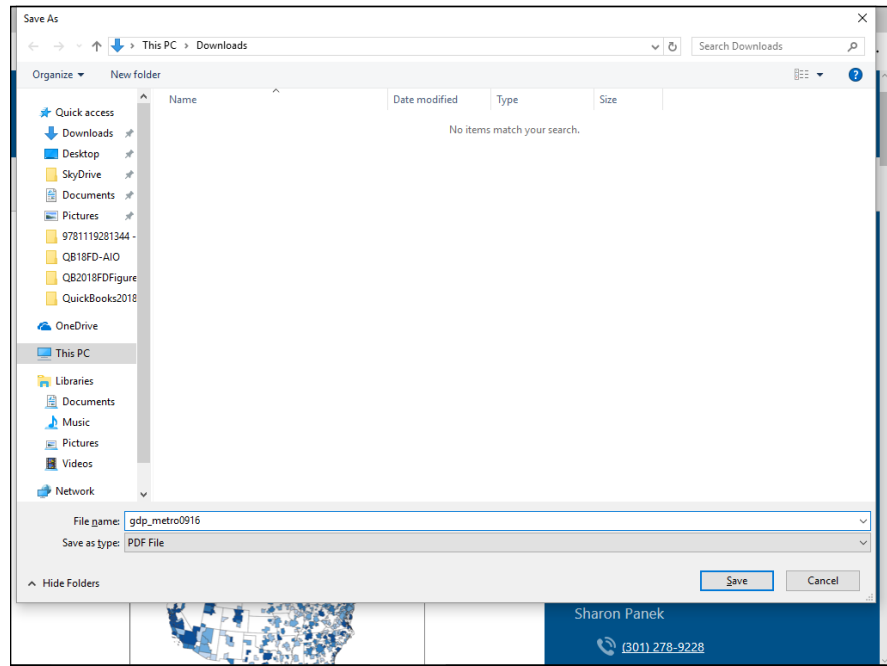 Save As
This PC > Downloads
Search Downloads
Organize
New folder
Name
Date modified
Type
Size
No items match your search.
Quick access
Downloads
Desktop
SkyDrive
Documents
Pictures
9781119281344 -
QB18FD-AIO
QB2018FDFigure
QuickBooks2018
OneDrive
This PC
Libraries
Documents
Music
Pictures
Videos
Network
File name: gdp_metro0916
Save as type: PDF File
Hide Folders
Save
Cancel
Sharon Panek
(301) 278-9228